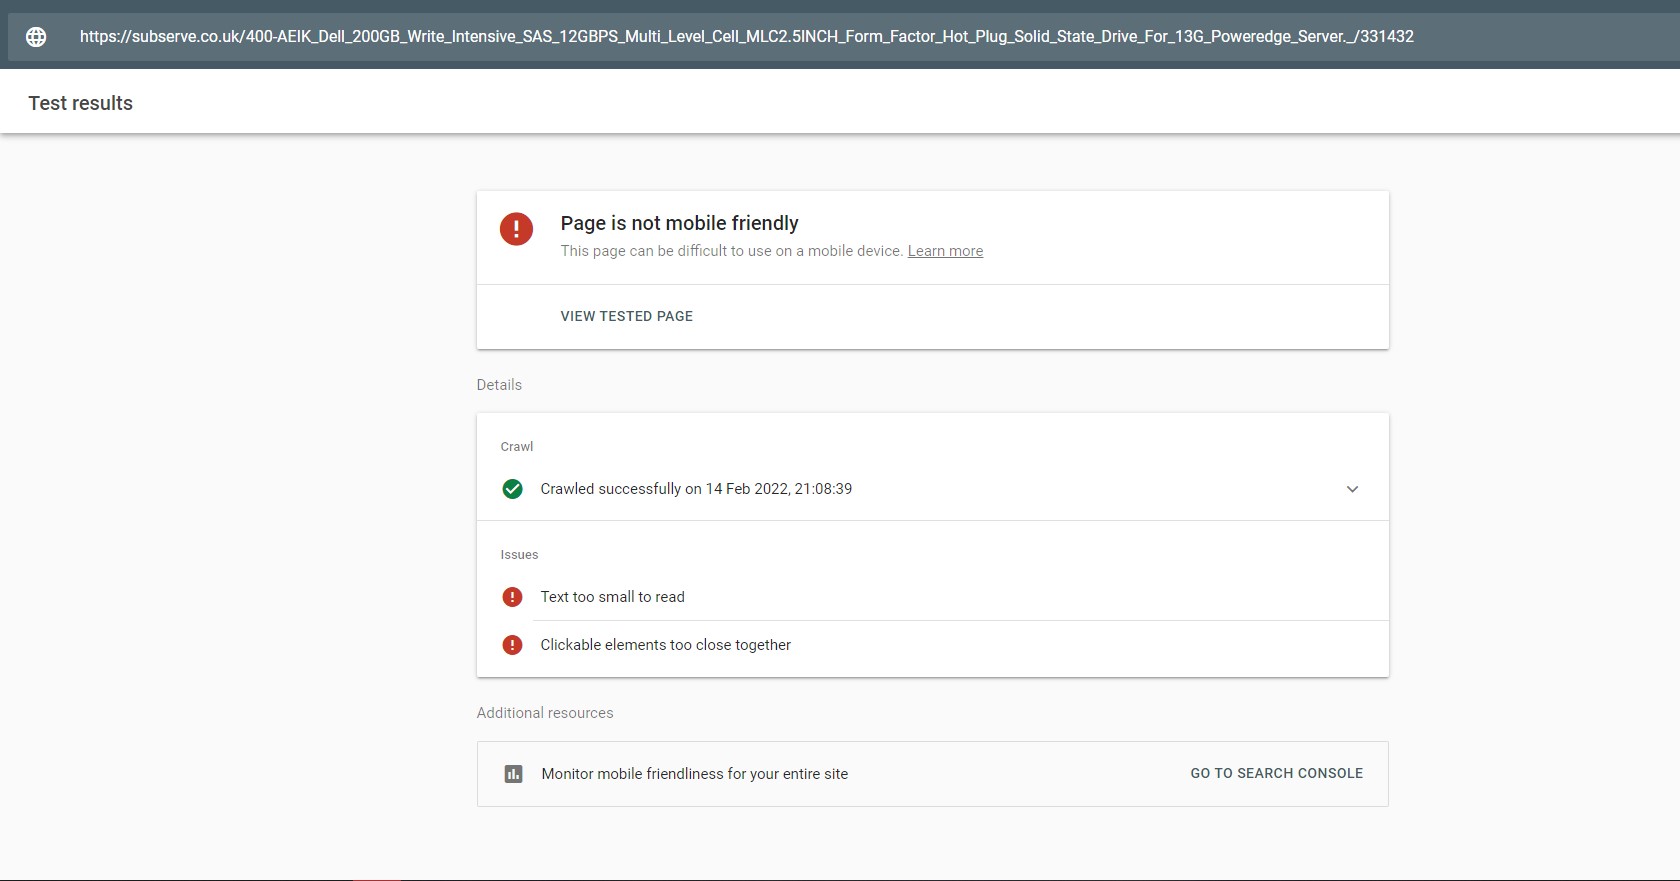 https://subserve.co.uk/400-AEIK_Dell_200GB_Write_Intensive_SAS_12GBPS_Multi_Level_Cell_MLC2.5INCH_Form_Factor_Hot_Plug_Solid_State_Drive_For_13G_Poweredge_Server._/331432
Test results
Page is not mobile friendly
This page can be difficult to use on a mobile device. Learn more
VIEW TESTED PAGE
Details
Crawl
Crawled successfully on 14 Feb 2022, 21:08:39
Issues
Text too small to read
Clickable elements too close together
Additional resources
Monitor mobile friendliness for your entire site
GO TO SEARCH CONSOLE